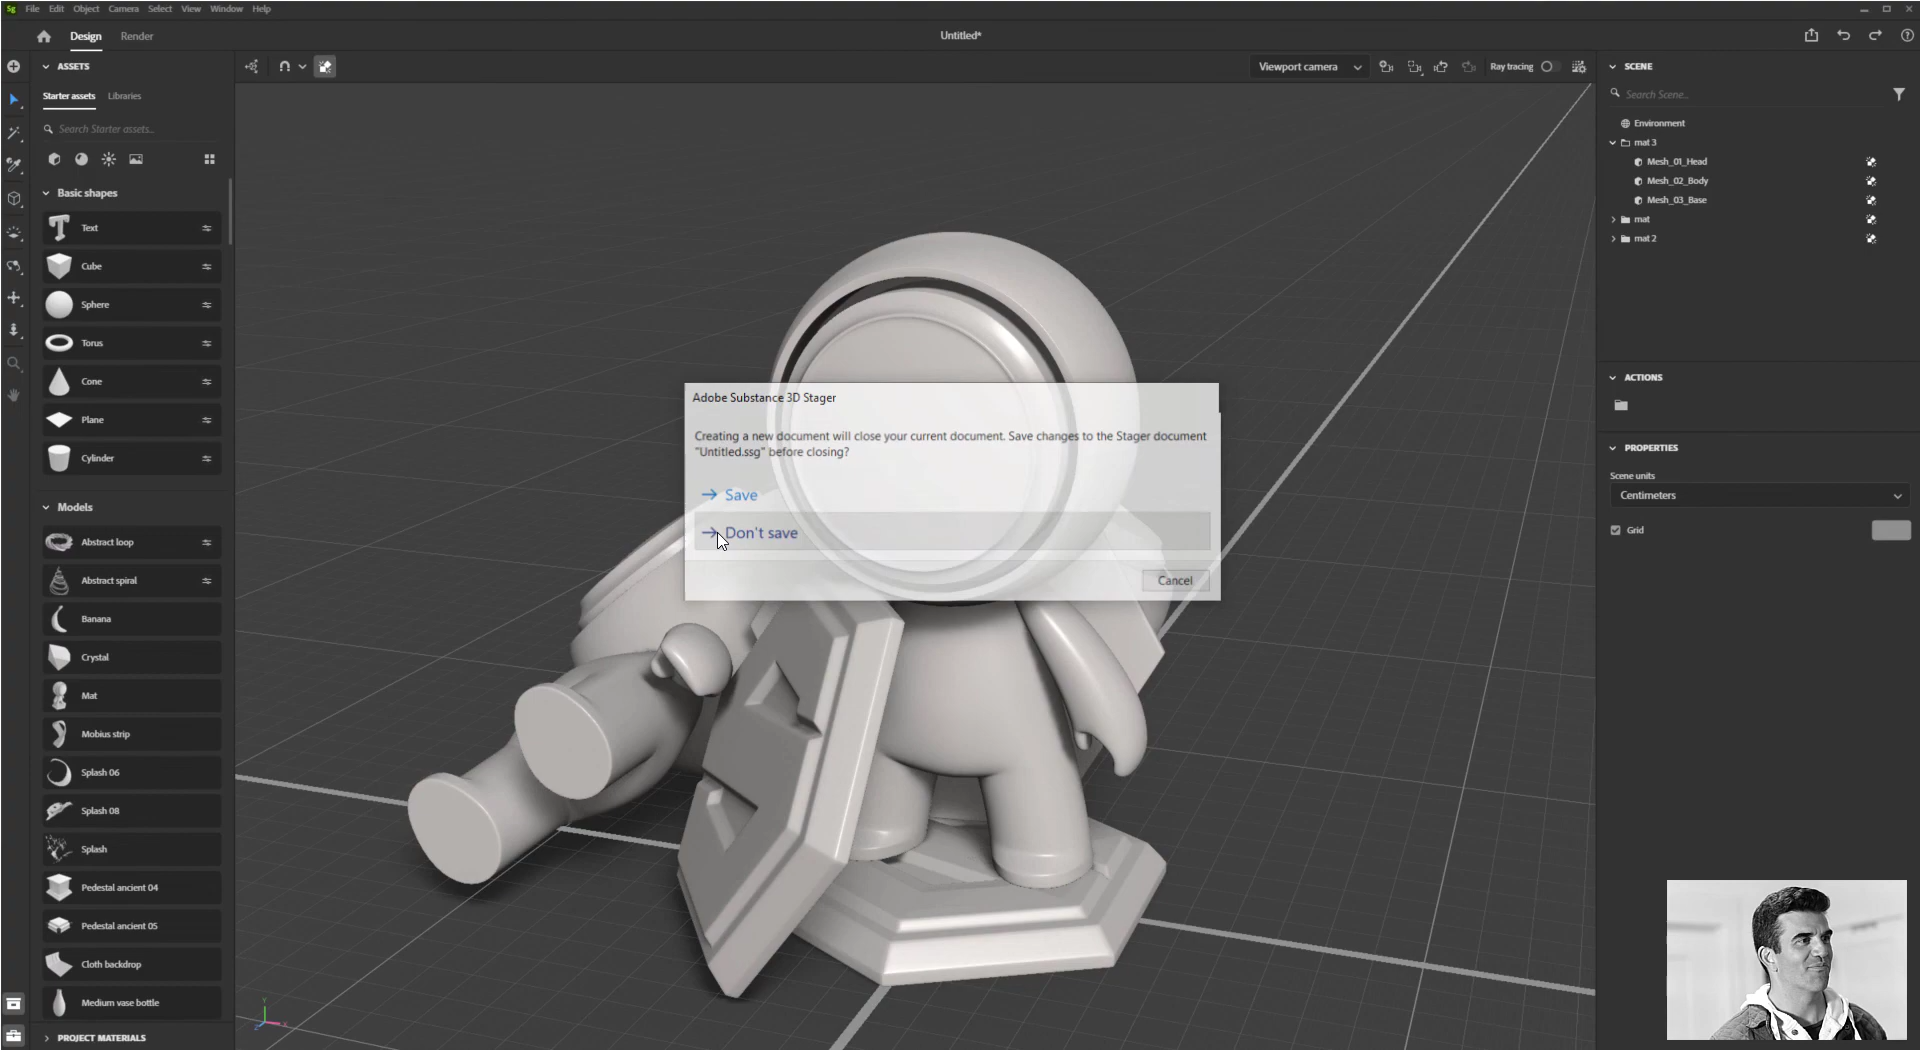 Sg File Edit Object Camera Select View Window Help
Design Render Untitled*
ASSETS
Starter assets Libraries
Search Starter assets...
Basic shapes
Text
Cube
Sphere
Torus
Cone
Plane
Cylinder
Models
Abstract loop
Abstract spiral
Banana
Crystal
Mat
Mobius strip
Splash 06
Splash 08
Splash
Pedestal ancient 04
Pedestal ancient 05
Cloth backdrop
Medium vase bottle
PROJECT MATERIALS
Viewport camera Ray tracing
Adobe Substance 3D Stager
Creating a new document will close your current document. Save changes to the Stager document
"Untitled.ssg" before closing?
Save
Don't save
Cancel
Y
X
Z
SCENE
Search Scene...
Environment
mat 3
Mesh_01_Head
Mesh_02_Body
Mesh_03_Base
mat
mat 2
ACTIONS
PROPERTIES
Scene units
Centimeters
Grid